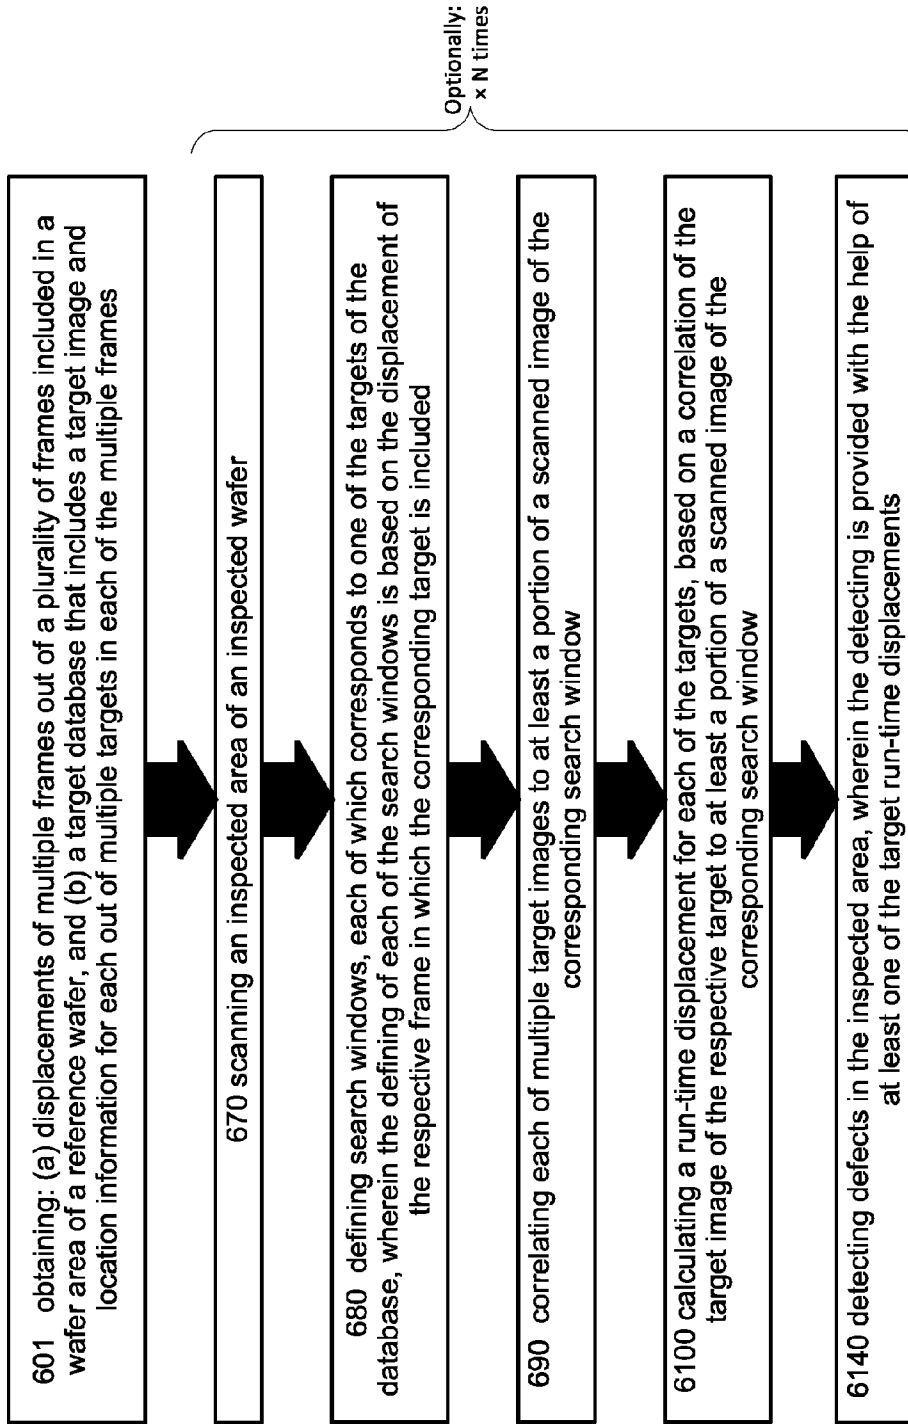 601 obtaining: (a) displacements of multiple frames out of a plurality of frames included in a
wafer area of a reference wafer, and (b) a target database that includes a target image and
location information for each out of multiple targets in each of the multiple frames
670 scanning an inspected area of an inspected wafer
680 defining search windows, each of which corresponds to one of the targets of the
database, wherein the defining of each of the search windows is based on the displacement of
the respective frame in which the corresponding target is included
690 correlating each of multiple target images to at least a portion of a scanned image of the
corresponding search window
6100 calculating a run-time displacement for each of the targets, based on a correlation of the
target image of the respective target to at least a portion of a scanned image of the
corresponding search window
6140 detecting defects in the inspected area, wherein the detecting is provided with the help of
at least one of the target run-time displacements
Optionally:
× N times